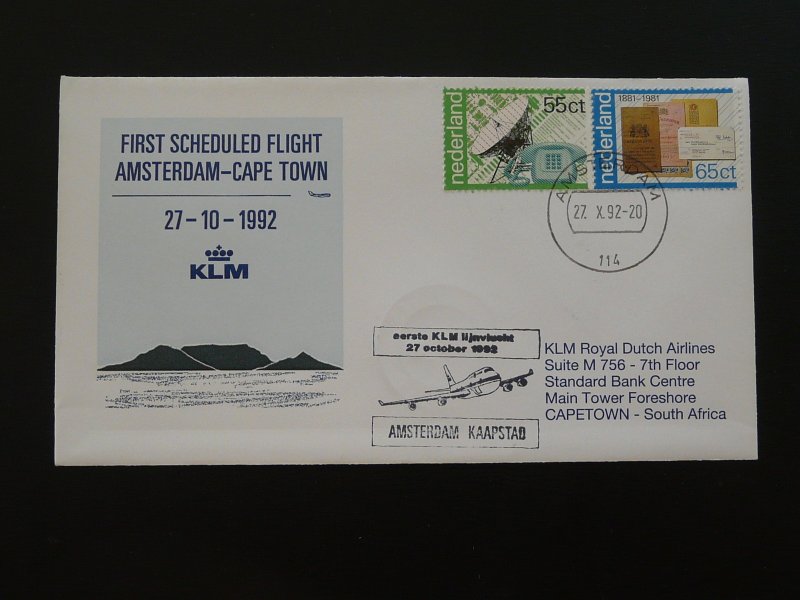 FIRST SCHEDULED FLIGHT
AMSTERDAM-CAPE TOWN
27-10-1992
KLM
nederland
55ct
nederland
1881-1981
65ct
AMSTERDAM
27. X.92-20
114
eerste KLM lijnvlucht
27 october 1992
AMSTERDAM KAAPSTAD
KLM Royal Dutch Airlines
Suite M 756 - 7th Floor
Standard Bank Centre
Main Tower Foreshore
CAPETOWN - South Africa